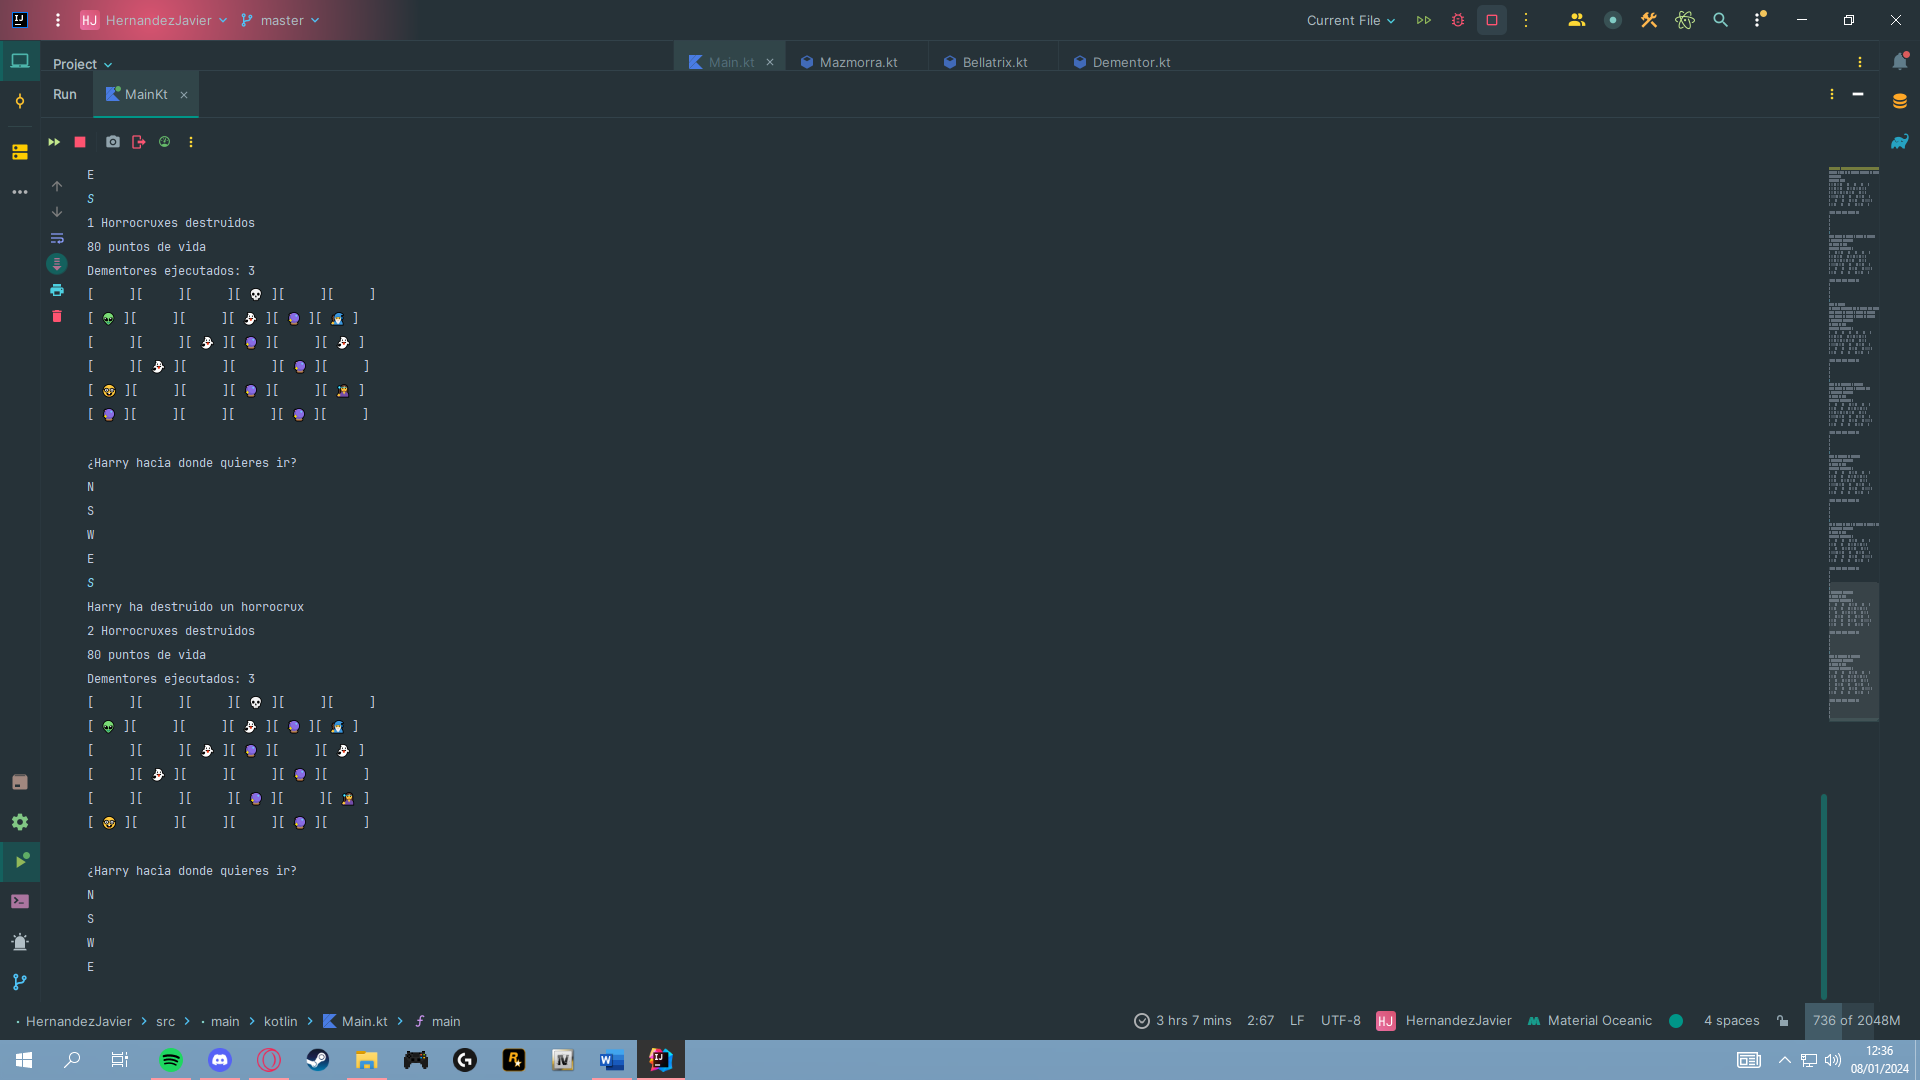 HJ HernandezJavier master Current File
Project Main.kt Mazmorra.kt Bellatrix.kt Dementor.kt
Run MainKt
E
S
1 Horrocruxes destruidos
80 puntos de vida
Dementores ejecutados: 3
[ ][ ][ ][ 💀 ][ ][ ]
[ 👽 ][ ][ ][ 👻 ][ 🔮 ][ 🧙‍♂️ ]
[ ][ ][ 👻 ][ 🔮 ][ ][ 👻 ]
[ ][ 👻 ][ ][ ][ 🔮 ][ ]
[ 🤓 ][ ][ ][ 🔮 ][ ][ 🦹‍♀️ ]
[ 🔮 ][ ][ ][ ][ 🔮 ][ ]
¿Harry hacia donde quieres ir?
N
S
W
E
S
Harry ha destruido un horrocrux
2 Horrocruxes destruidos
80 puntos de vida
Dementores ejecutados: 3
[ ][ ][ ][ 💀 ][ ][ ]
[ 👽 ][ ][ ][ 👻 ][ 🔮 ][ 🧙‍♂️ ]
[ ][ ][ 👻 ][ 🔮 ][ ][ 👻 ]
[ ][ 👻 ][ ][ ][ 🔮 ][ ]
[ ][ ][ ][ 🔮 ][ ][ 🦹‍♀️ ]
[ 🤓 ][ ][ ][ ][ 🔮 ][ ]
¿Harry hacia donde quieres ir?
N
S
W
E
HernandezJavier > src > main > kotlin > Main.kt > main 3 hrs 7 mins 2:67 LF UTF-8 HJ HernandezJavier Material Oceanic 4 spaces 736 of 2048M
12:36
08/01/2024